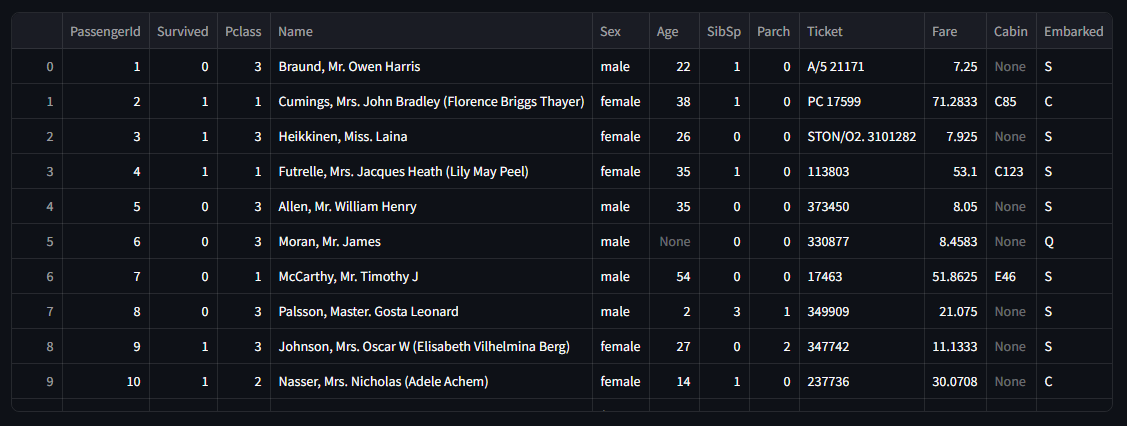 PassengerId Survived Pclass Name Sex Age SibSp Parch Ticket Fare Cabin Embarked
0 1 0 3 Braund, Mr. Owen Harris male 22 1 0 A/5 21171 7.25 None S
1 2 1 1 Cumings, Mrs. John Bradley (Florence Briggs Thayer) female 38 1 0 PC 17599 71.2833 C85 C
2 3 1 3 Heikkinen, Miss. Laina female 26 0 0 STON/O2. 3101282 7.925 None S
3 4 1 1 Futrelle, Mrs. Jacques Heath (Lily May Peel) female 35 1 0 113803 53.1 C123 S
4 5 0 3 Allen, Mr. William Henry male 35 0 0 373450 8.05 None S
5 6 0 3 Moran, Mr. James male None 0 0 330877 8.4583 None Q
6 7 0 1 McCarthy, Mr. Timothy J male 54 0 0 17463 51.8625 E46 S
7 8 0 3 Palsson, Master. Gosta Leonard male 2 3 1 349909 21.075 None S
8 9 1 3 Johnson, Mrs. Oscar W (Elisabeth Vilhelmina Berg) female 27 0 2 347742 11.1333 None S
9 10 1 2 Nasser, Mrs. Nicholas (Adele Achem) female 14 1 0 237736 30.0708 None C